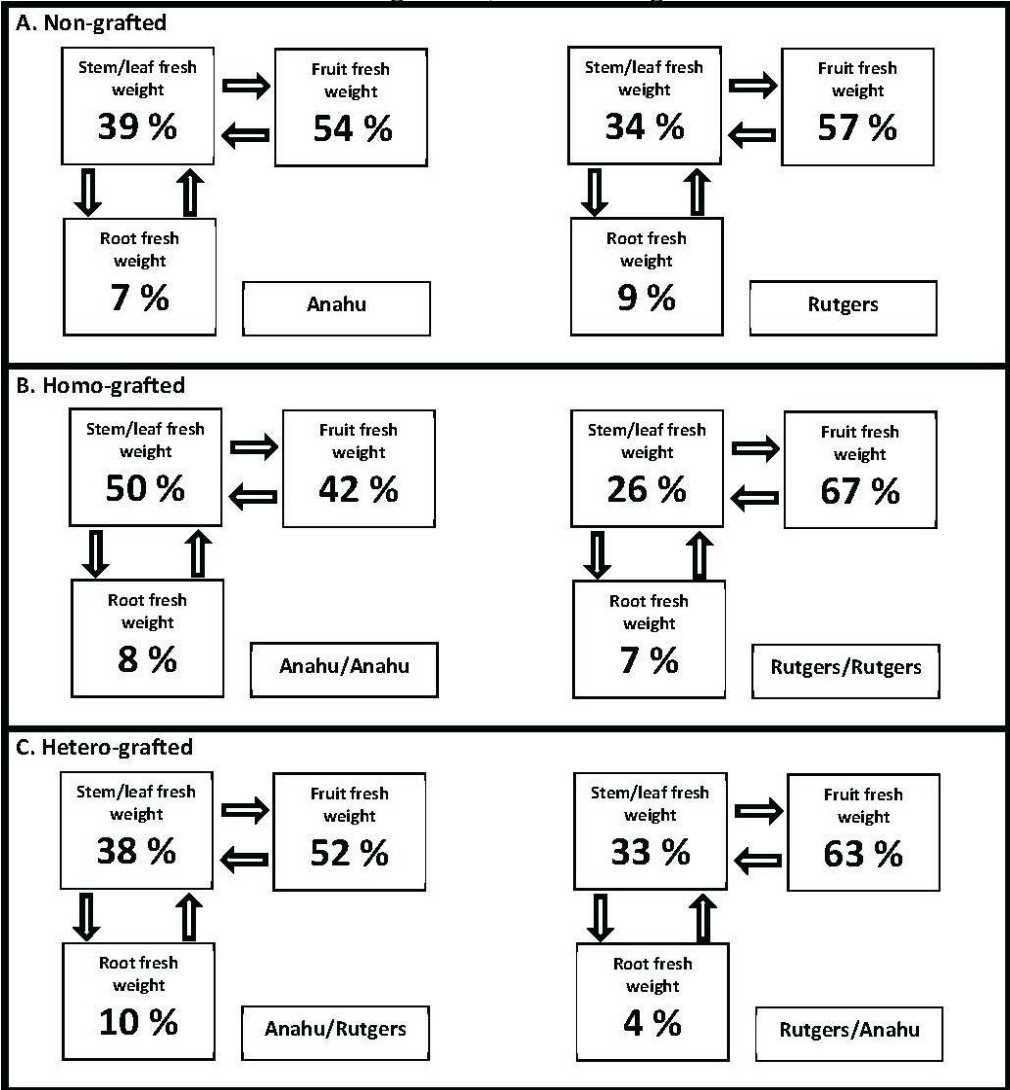 A. Non-grafted
Stem/leaf fresh
weight
39 %
Fruit fresh
weight
54 %
Root fresh
weight
7 %
Anahu
Stem/leaf fresh
weight
34 %
Fruit fresh
weight
57 %
Root fresh
weight
9 %
Rutgers
B. Homo-grafted
Stem/leaf fresh
weight
50 %
Fruit fresh
weight
42 %
Root fresh
weight
8 %
Anahu/Anahu
Stem/leaf fresh
weight
26 %
Fruit fresh
weight
67 %
Root fresh
weight
7 %
Rutgers/Rutgers
C. Hetero-grafted
Stem/leaf fresh
weight
38 %
Fruit fresh
weight
52 %
Root fresh
weight
10 %
Anahu/Rutgers
Stem/leaf fresh
weight
33 %
Fruit fresh
weight
63 %
Root fresh
weight
4 %
Rutgers/Anahu